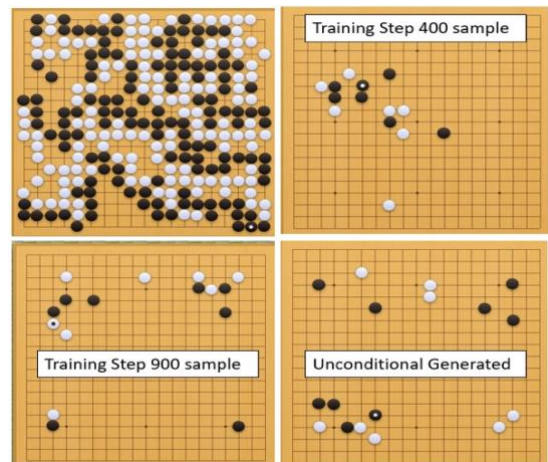 Training Step 400 sample
Training Step 900 sample
Unconditional Generated